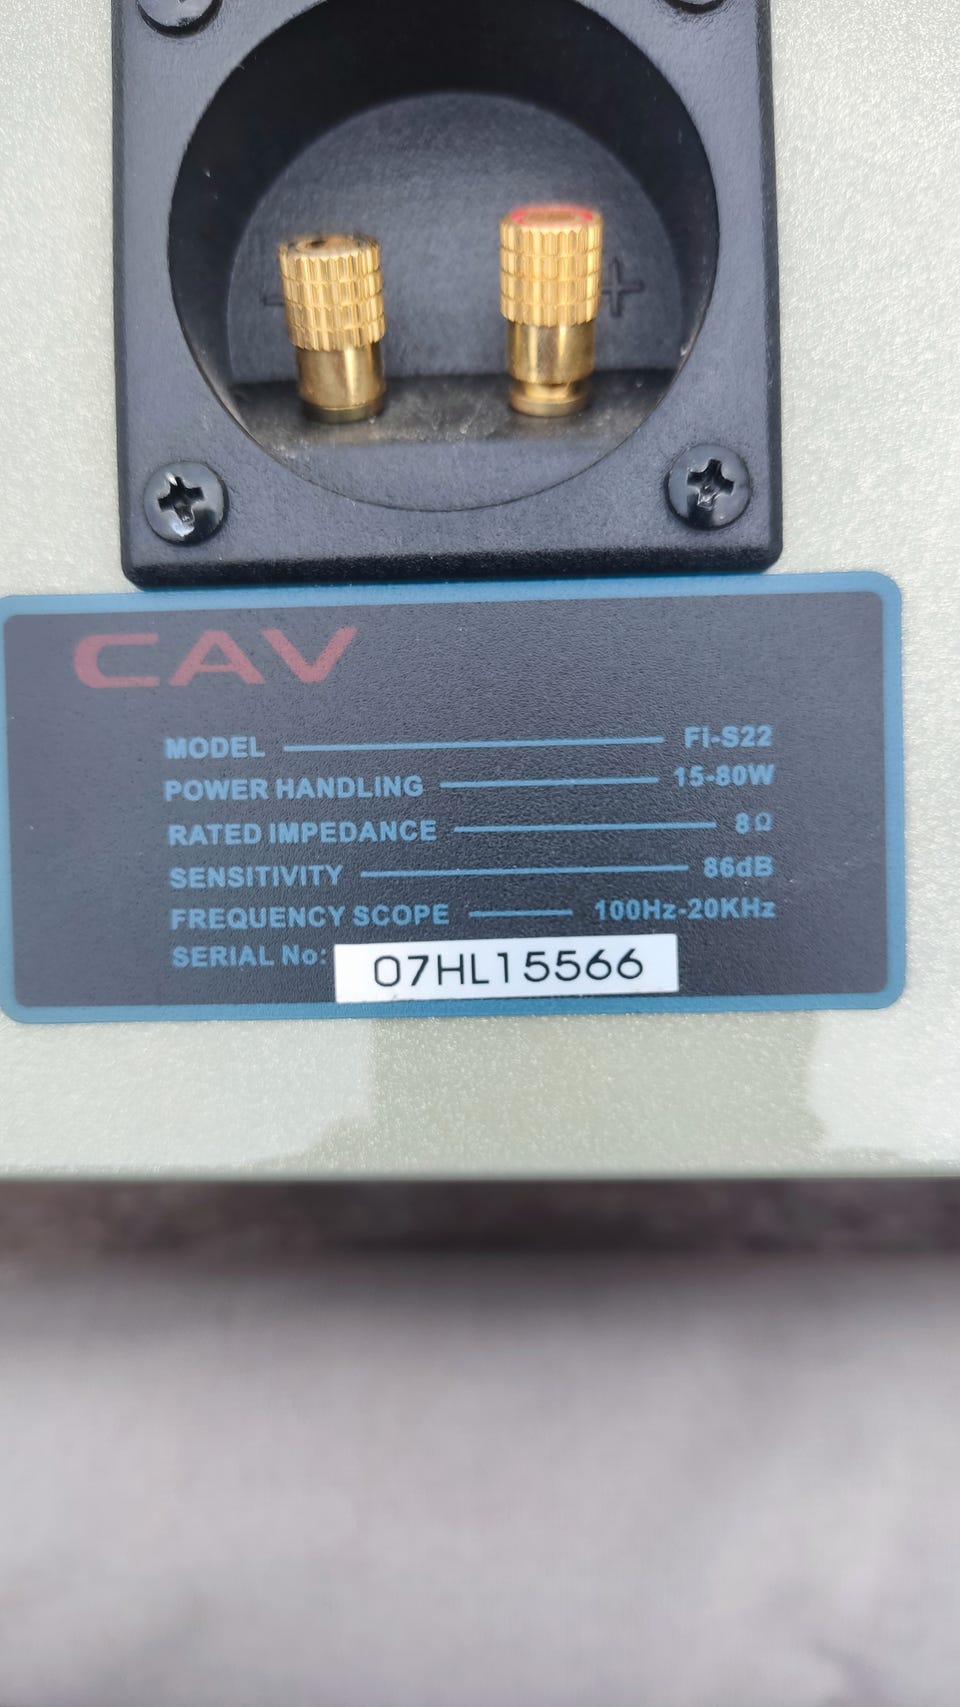 - +
CAV
MODEL Fi-S22
POWER HANDLING 15-80W
RATED IMPEDANCE 8Ω
SENSITIVITY 86dB
FREQUENCY SCOPE 100Hz-20KHz
SERIAL No: 07HL15566